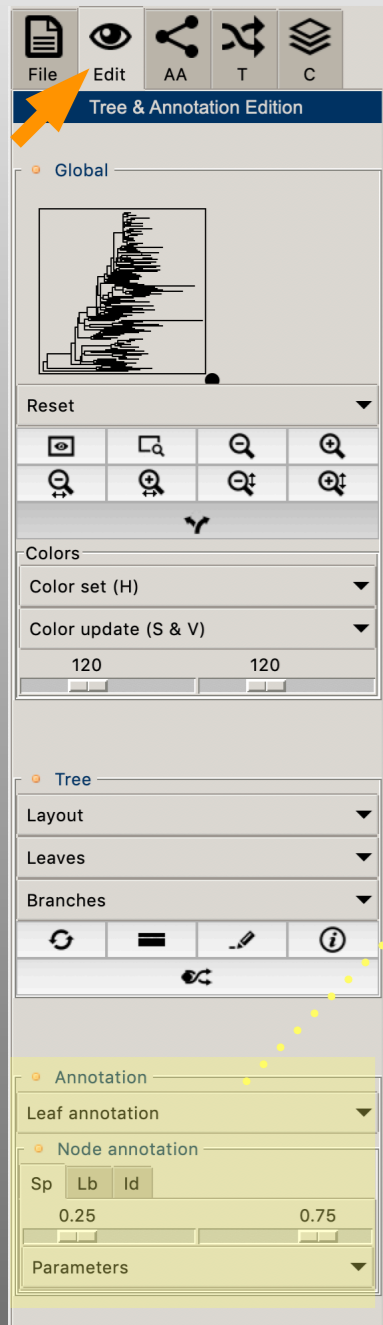 File Edit AA T C
Tree & Annotation Edition
Global
Reset
Colors
Color set (H)
Color update (S & V)
120 120
Tree
Layout
Leaves
Branches
Annotation
Leaf annotation
Node annotation
Sp Lb Id
0.25 0.75
Parameters